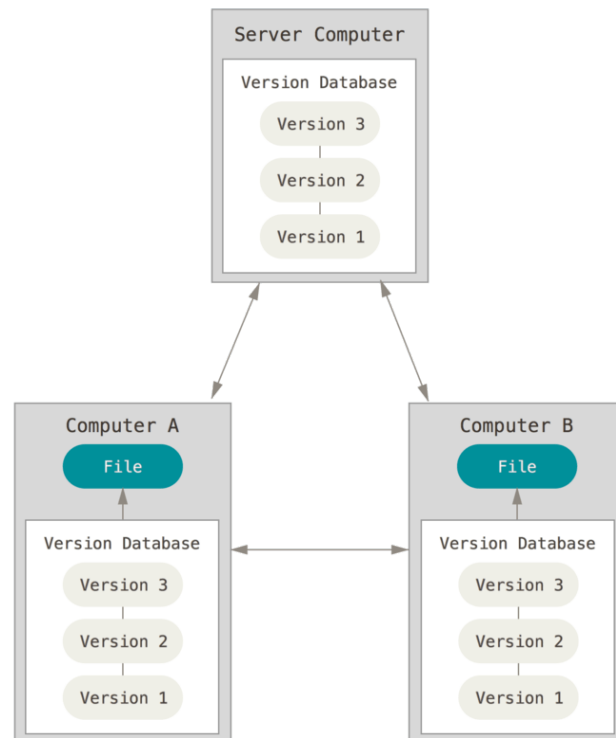 Server Computer
Version Database
Version 3
Version 2
Version 1
Computer A
File
Version Database
Version 3
Version 2
Version 1
Computer B
File
Version Database
Version 3
Version 2
Version 1